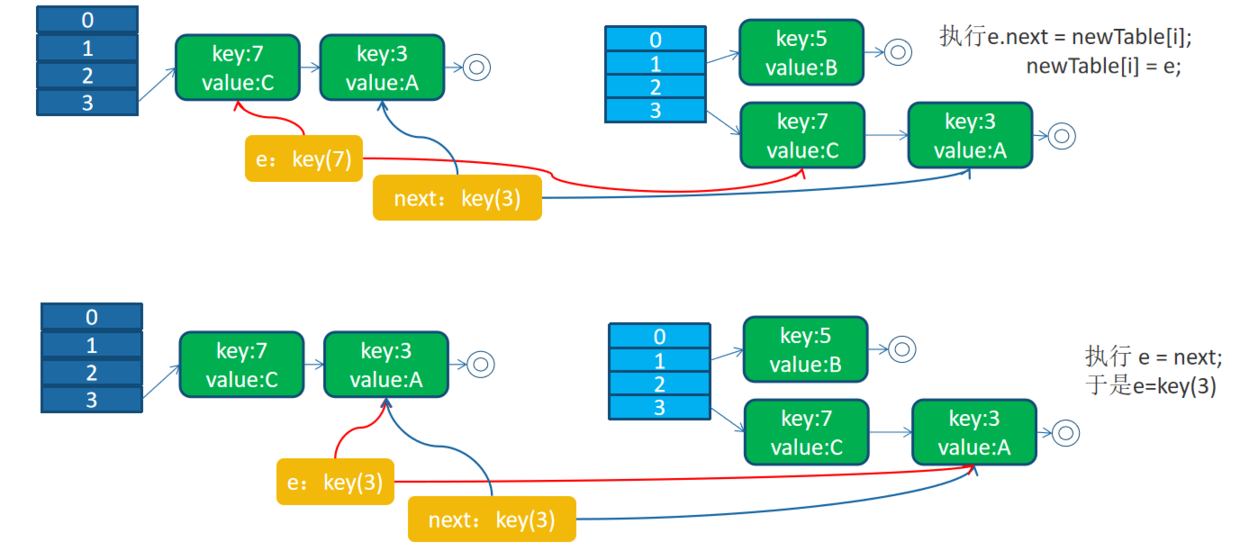 0
1
2
3
key:7
value:C
key:3
value:A
e：key(7)
next：key(3)
0
1
2
3
key:5
value:B
key:7
value:C
key:3
value:A
执行e.next = newTable[i];
newTable[i] = e;
0
1
2
3
key:7
value:C
key:3
value:A
e：key(3)
next：key(3)
0
1
2
3
key:5
value:B
key:7
value:C
key:3
value:A
执行 e = next;
于是e=key(3)